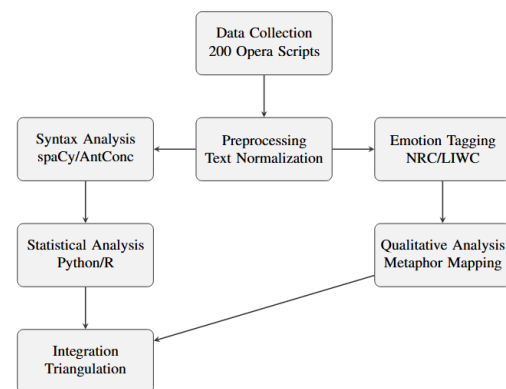 Data Collection
200 Opera Scripts
Syntax Analysis
spaCy/AntConc
Preprocessing
Text Normalization
Emotion Tagging
NRC/LIWC
Statistical Analysis
Python/R
Qualitative Analysis
Metaphor Mapping
Integration
Triangulation